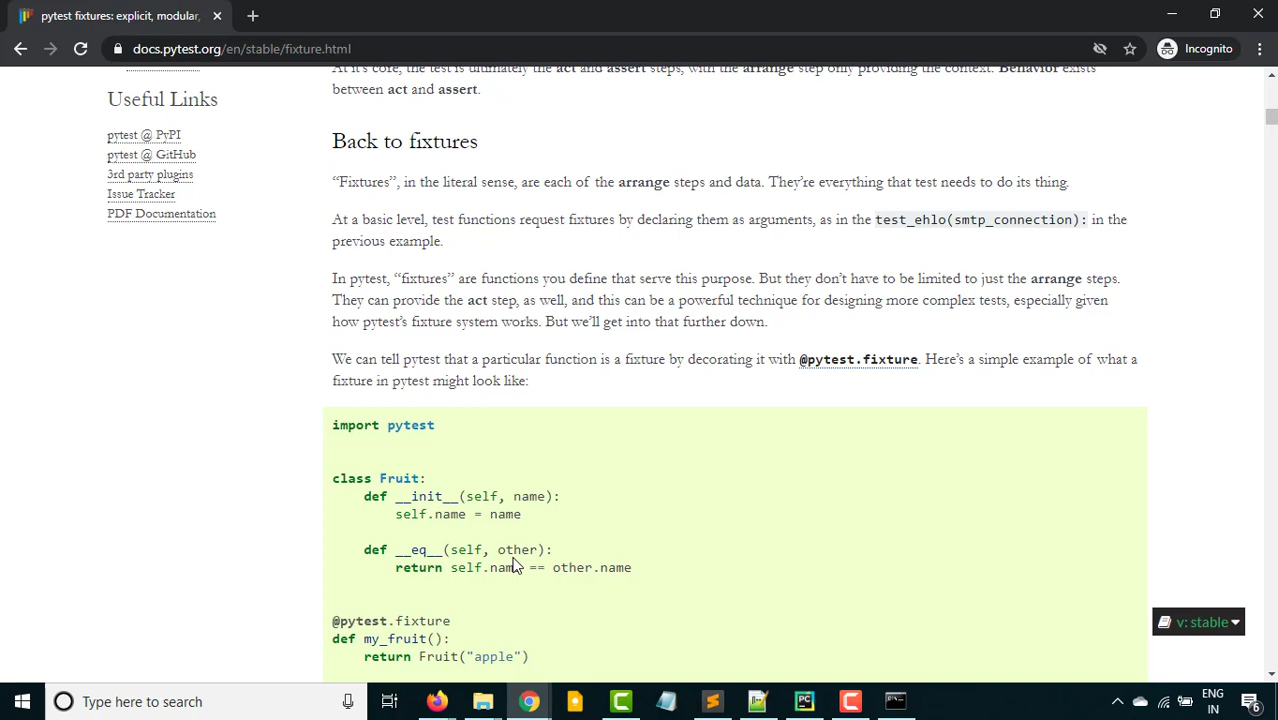 pytest fixtures: explicit, modular,
docs.pytest.org/en/stable/fixture.html
Incognito
At it's core, the test is ultimately the act and assert steps, with the arrange step only providing the context. Behavior exists
between act and assert.
Useful Links
pytest @ PyPI
pytest @ GitHub
3rd party plugins
Issue Tracker
PDF Documentation
Back to fixtures
“Fixtures”, in the literal sense, are each of the arrange steps and data. They’re everything that test needs to do its thing.
At a basic level, test functions request fixtures by declaring them as arguments, as in the test_ehlo(smtp_connection): in the
previous example.
In pytest, “fixtures” are functions you define that serve this purpose. But they don’t have to be limited to just the arrange steps.
They can provide the act step, as well, and this can be a powerful technique for designing more complex tests, especially given
how pytest’s fixture system works. But we’ll get into that further down.
We can tell pytest that a particular function is a fixture by decorating it with @pytest.fixture. Here’s a simple example of what a
fixture in pytest might look like:
import pytest
class Fruit:
def __init__(self, name):
self.name = name
def __eq__(self, other):
return self.name == other.name
@pytest.fixture
def my_fruit():
return Fruit("apple")
v: stable
Type here to search
ENG
IN
6